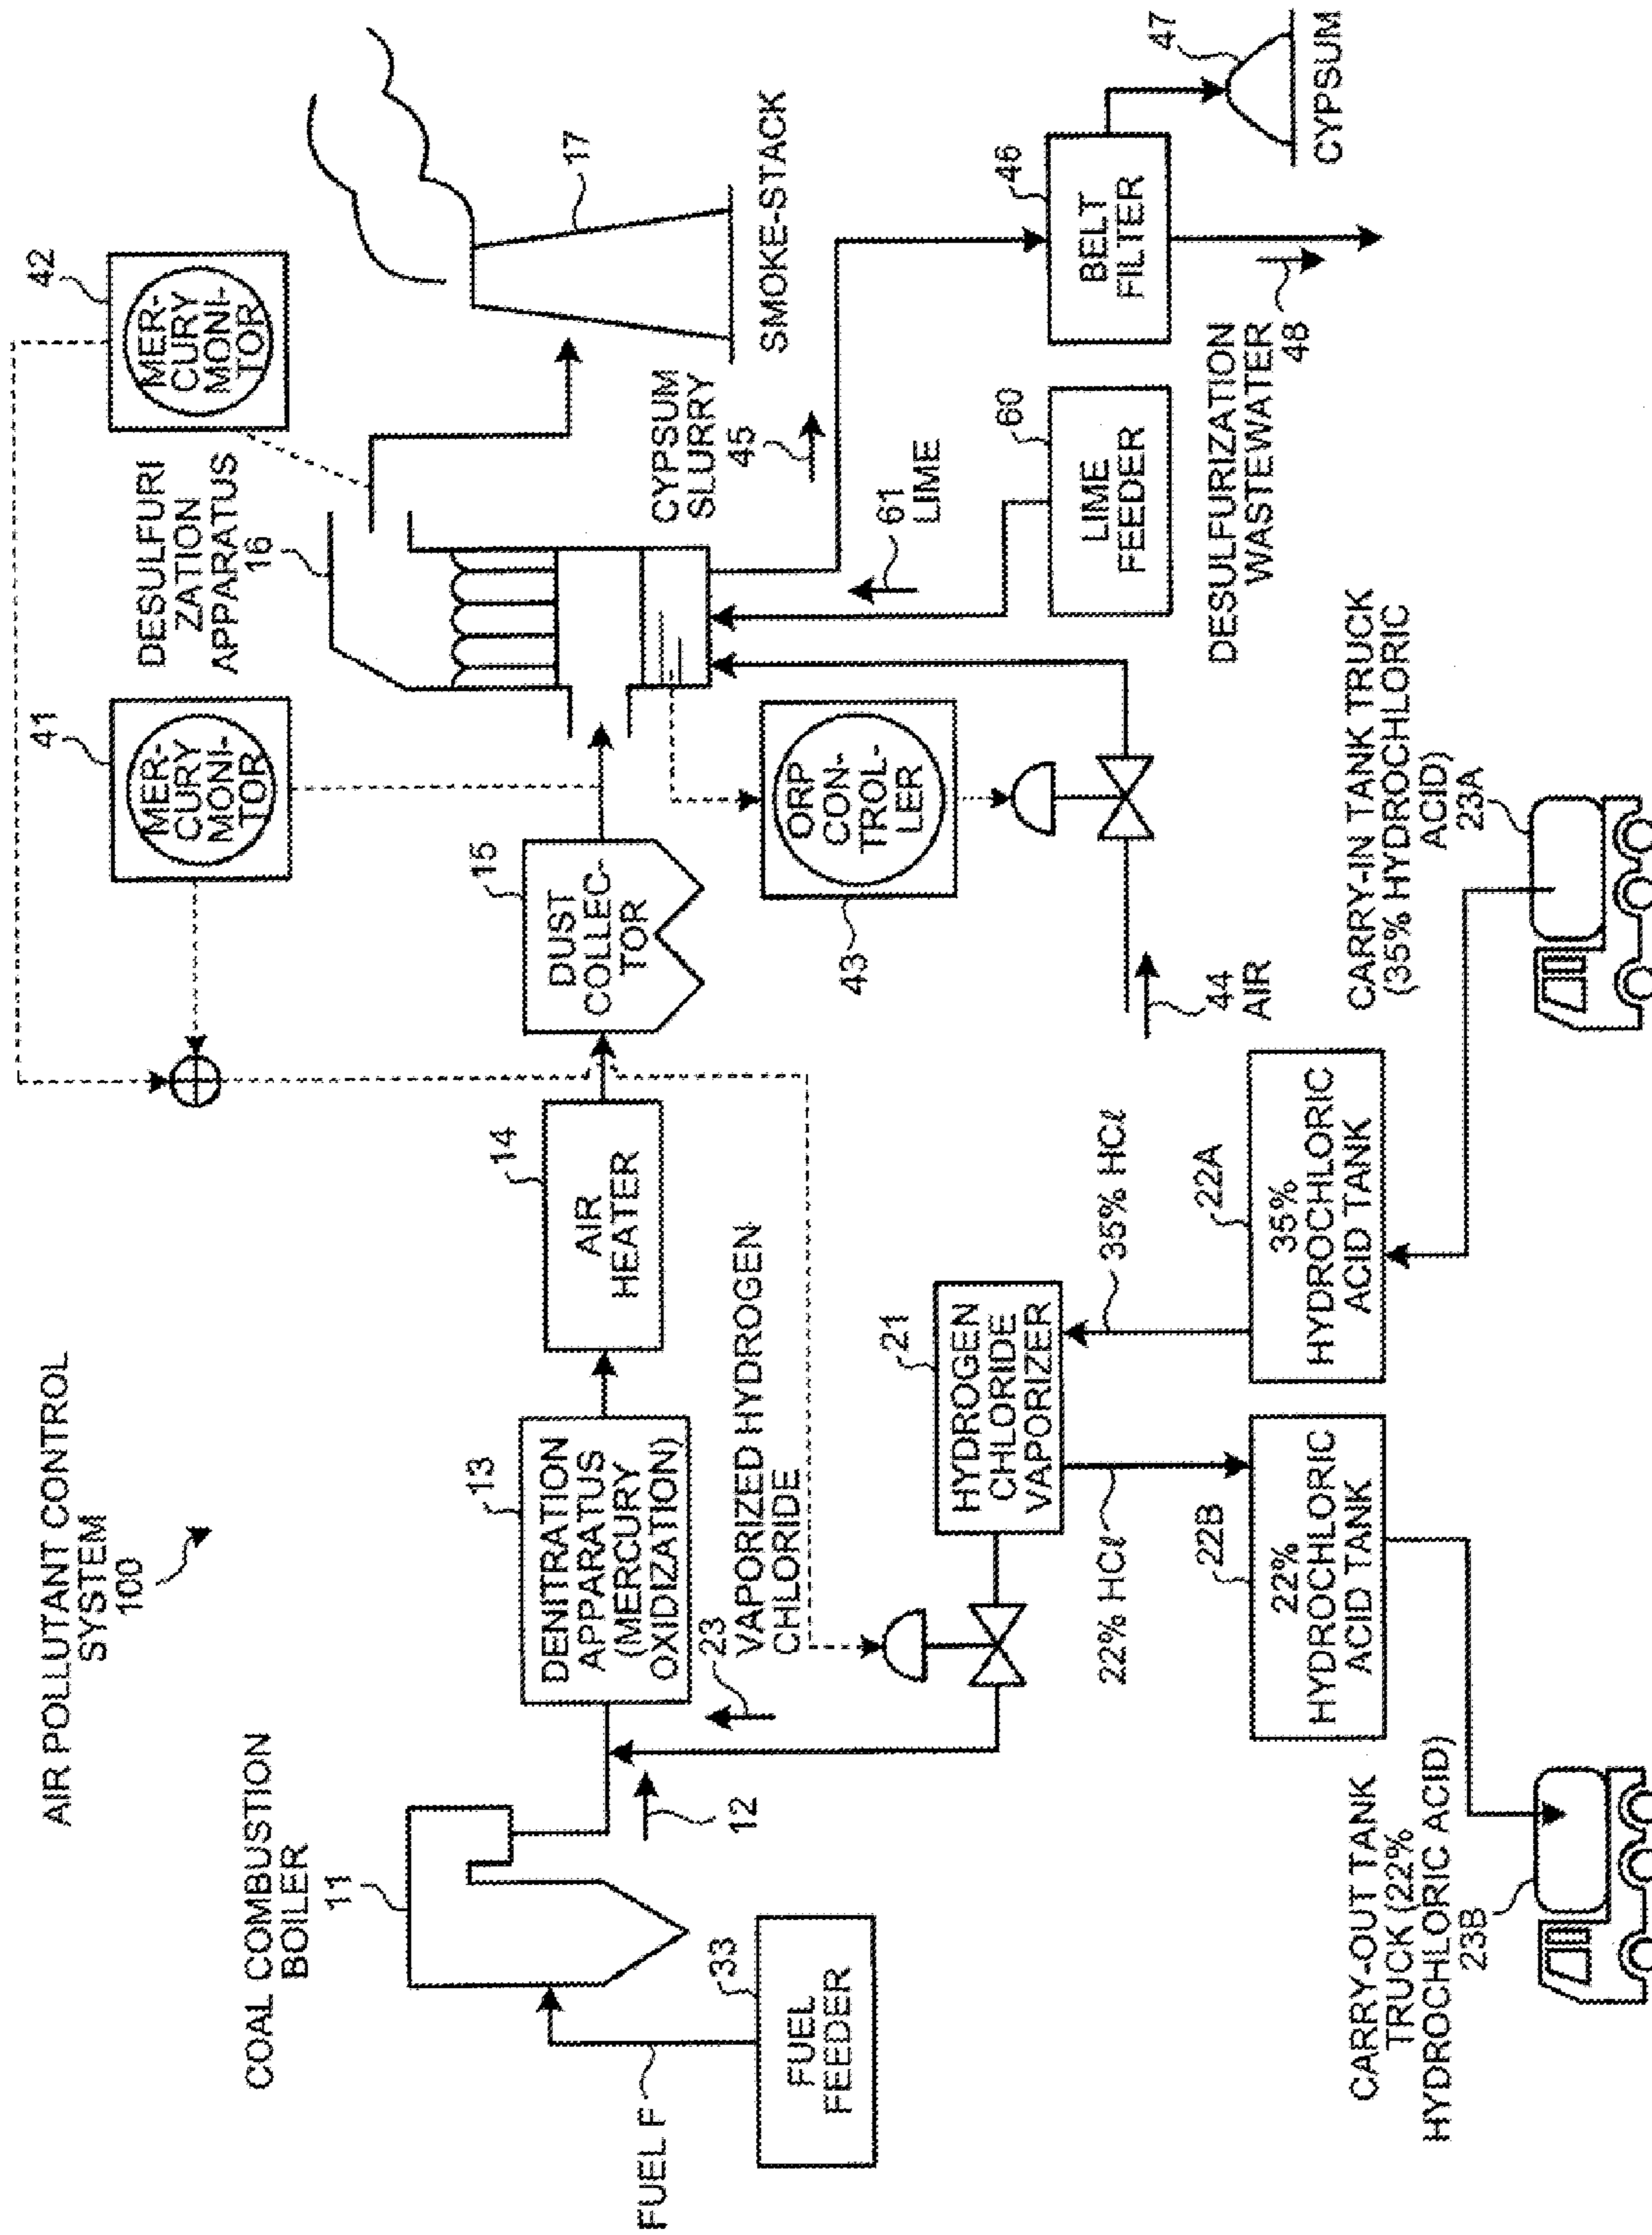 AIR POLLUTANT CONTROL
SYSTEM
100
COAL COMBUSTION
BOILER
11
FUEL F
33
FUEL
FEEDER
12
13
DENITRATION
APPARATUS
(MERCURY
OXIDIZATION)
23
VAPORIZED HYDROGEN
CHLORIDE
14
AIR
HEATER
15
DUST
COLLEC-
TOR
41
MER-
CURY
MONI-
TOR
42
MER-
CURY
MONI-
TOR
DESULFURI
ZATION
APPARATUS
16
17
SMOKE-STACK
43
ORP
CON-
TROL-
LER
44
AIR
CYPSUM
SLURRY
45
61
LIME
60
LIME
FEEDER
46
BELT
FILTER
47
CYPSUM
DESULFURIZATION
WASTEWATER
48
21
HYDROGEN
CHLORIDE
VAPORIZER
22% HCℓ
35% HCℓ
22B
22%
HYDROCHLORIC
ACID TANK
22A
35%
HYDROCHLORIC
ACID TANK
CARRY-OUT TANK
TRUCK (22%
HYDROCHLORIC ACID)
23B
CARRY-IN TANK TRUCK
(35% HYDROCHLORIC
ACID)
23A